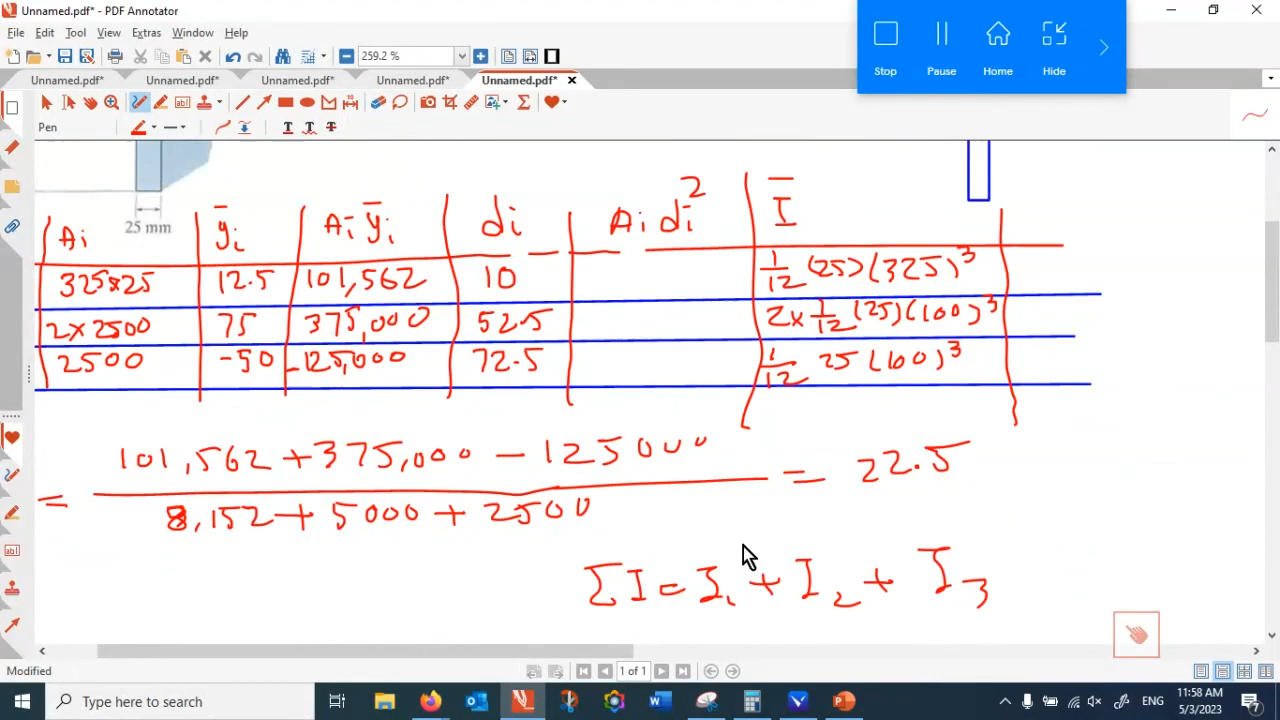 Unnamed.pdf* - PDF Annotator
File Edit Tool View Extras Window Help
259.2 %
Stop Pause Home Hide
Unnamed.pdf* Unnamed.pdf* Unnamed.pdf* Unnamed.pdf* Unnamed.pdf*
Pen
25 mm
Ai ȳi Ai ȳi di Ai di² Ī
325x25 12.5 101,562 10 1/12 (25)(325)³
2x2500 75 375,000 52.5 2x 1/12 (25)(100)³
2500 -50 -125,000 72.5 1/12 25(100)³
101,562 + 375,000 - 125000
= = 22.5
8,152 + 5000 + 2500
ΣI = I₁ + I₂ + I₃
1 of 1
Modified
Type here to search
ENG
11:58 AM
5/3/2023
7